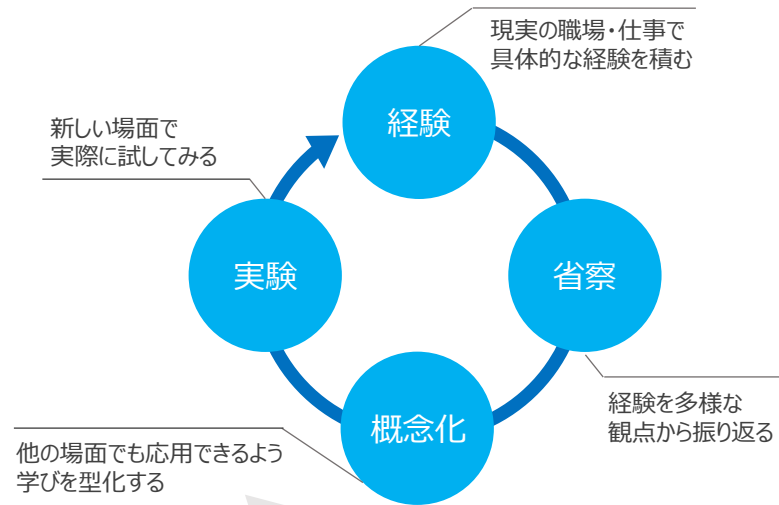 現実の職場・仕事で
具体的な経験を積む
経験
新しい場面で
実際に試してみる
実験
省察
経験を多様な
観点から振り返る
概念化
他の場面でも応用できるよう
学びを型化する